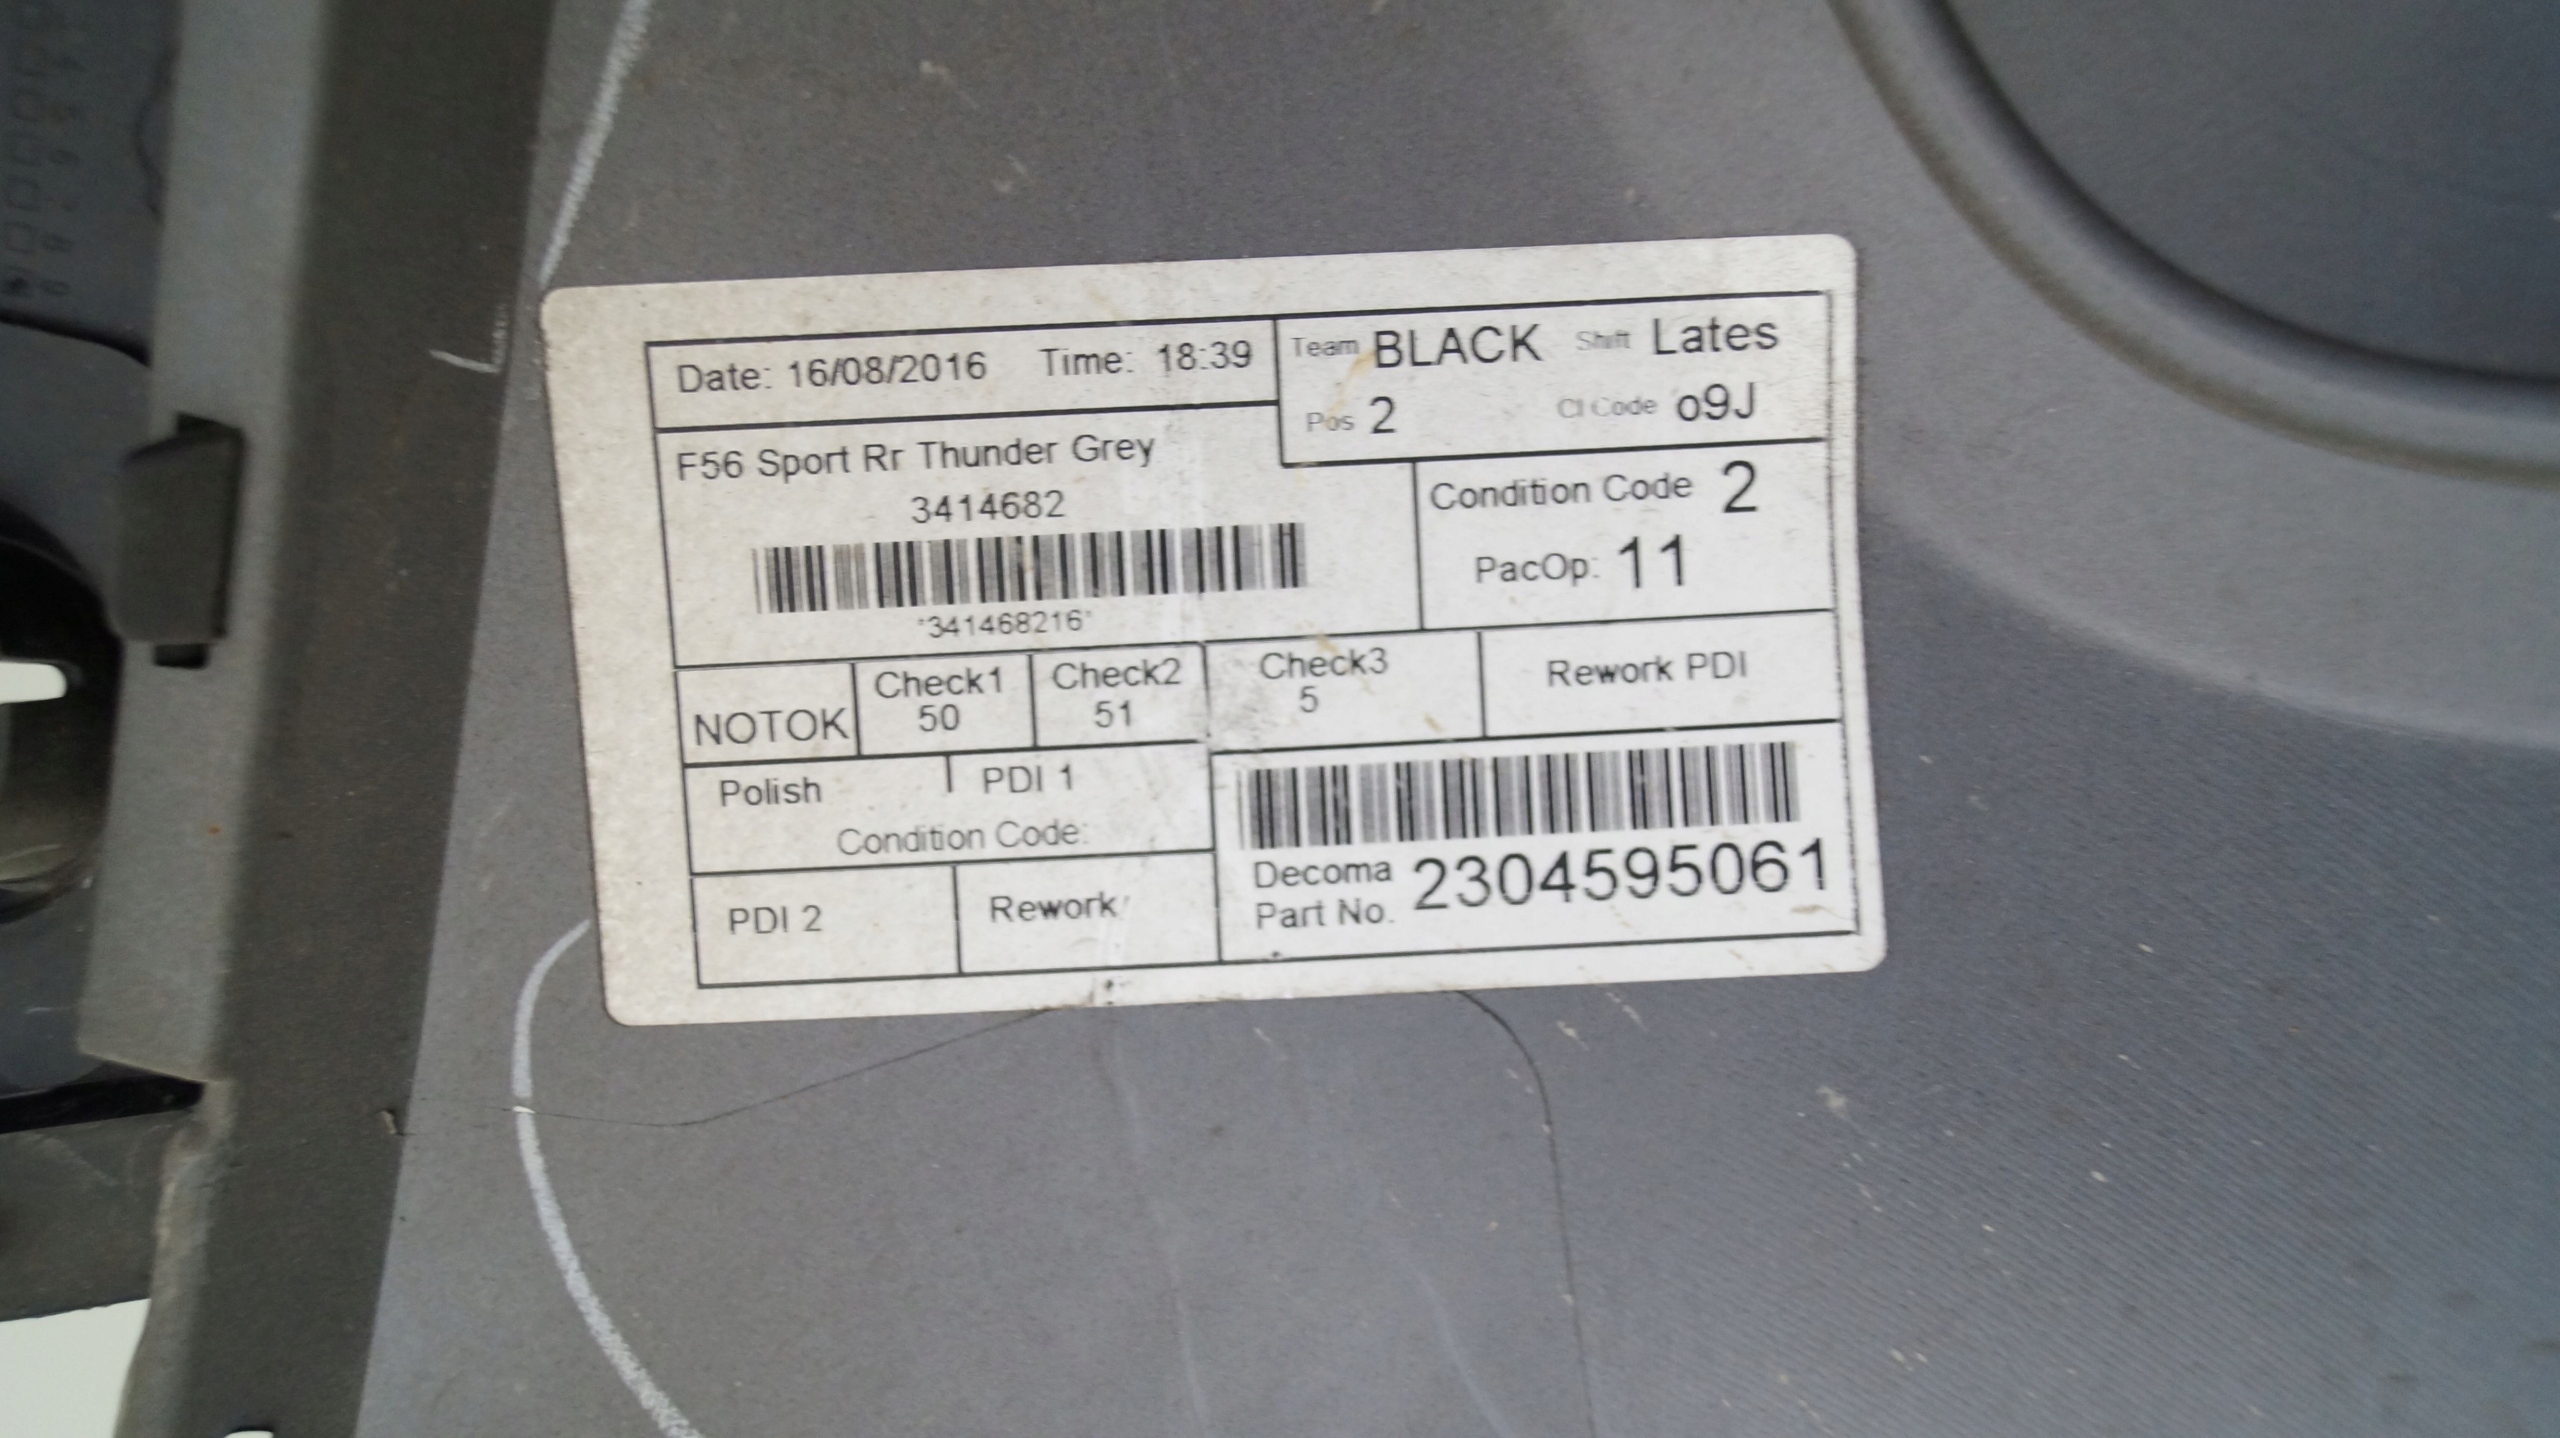 Date: 16/08/2016 Time: 18:39
Team BLACK Shift Lates
Pos 2 CI Code o9J
F56 Sport Rr Thunder Grey
3414682
*341468216*
Condition Code 2
PacOp: 11
NOTOK
Check1
50
Check2
51
Check3
5
Rework PDI
Polish PDI 1
Condition Code:
PDI 2
Rework
Decoma
Part No. 2304595061